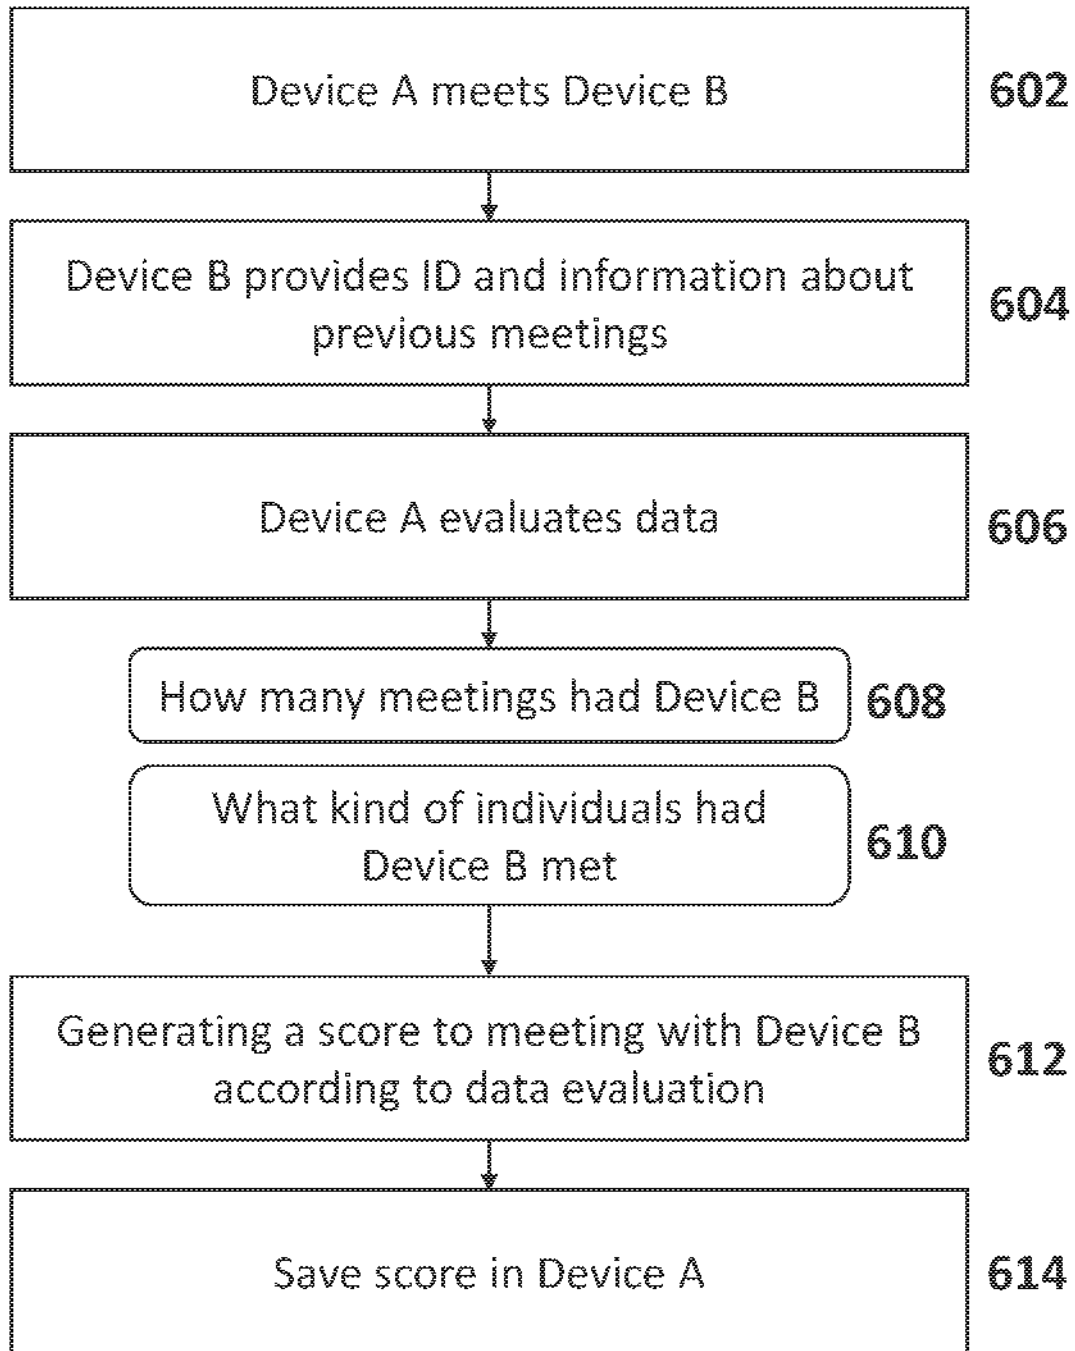 Device A meets Device B
602
Device B provides ID and information about
previous meetings
604
Device A evaluates data
606
How many meetings had Device B
608
What kind of individuals had
Device B met
610
Generating a score to meeting with Device B
according to data evaluation
612
Save score in Device A
614